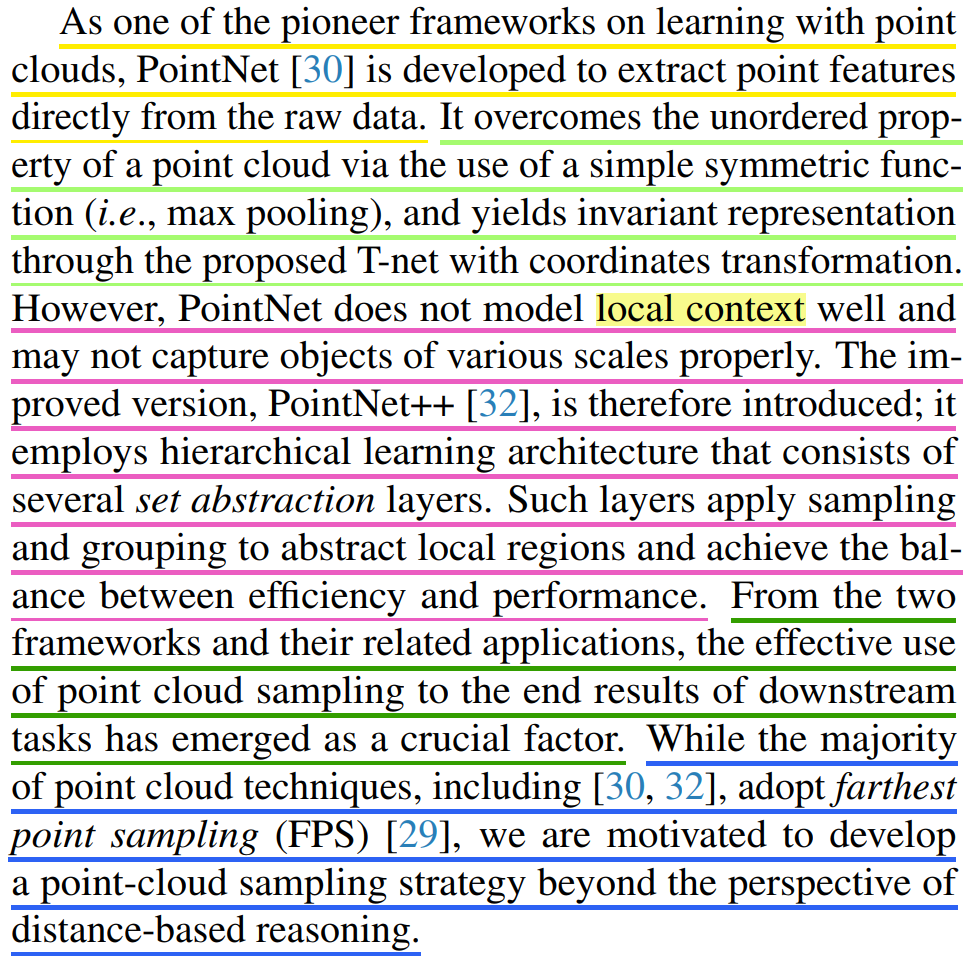 As one of the pioneer frameworks on learning with point
clouds, PointNet [30] is developed to extract point features
directly from the raw data. It overcomes the unordered prop-
erty of a point cloud via the use of a simple symmetric func-
tion (i.e., max pooling), and yields invariant representation
through the proposed T-net with coordinates transformation.
However, PointNet does not model local context well and
may not capture objects of various scales properly. The im-
proved version, PointNet++ [32], is therefore introduced; it
employs hierarchical learning architecture that consists of
several set abstraction layers. Such layers apply sampling
and grouping to abstract local regions and achieve the bal-
ance between efficiency and performance. From the two
frameworks and their related applications, the effective use
of point cloud sampling to the end results of downstream
tasks has emerged as a crucial factor. While the majority
of point cloud techniques, including [30, 32], adopt farthest
point sampling (FPS) [29], we are motivated to develop
a point-cloud sampling strategy beyond the perspective of
distance-based reasoning.